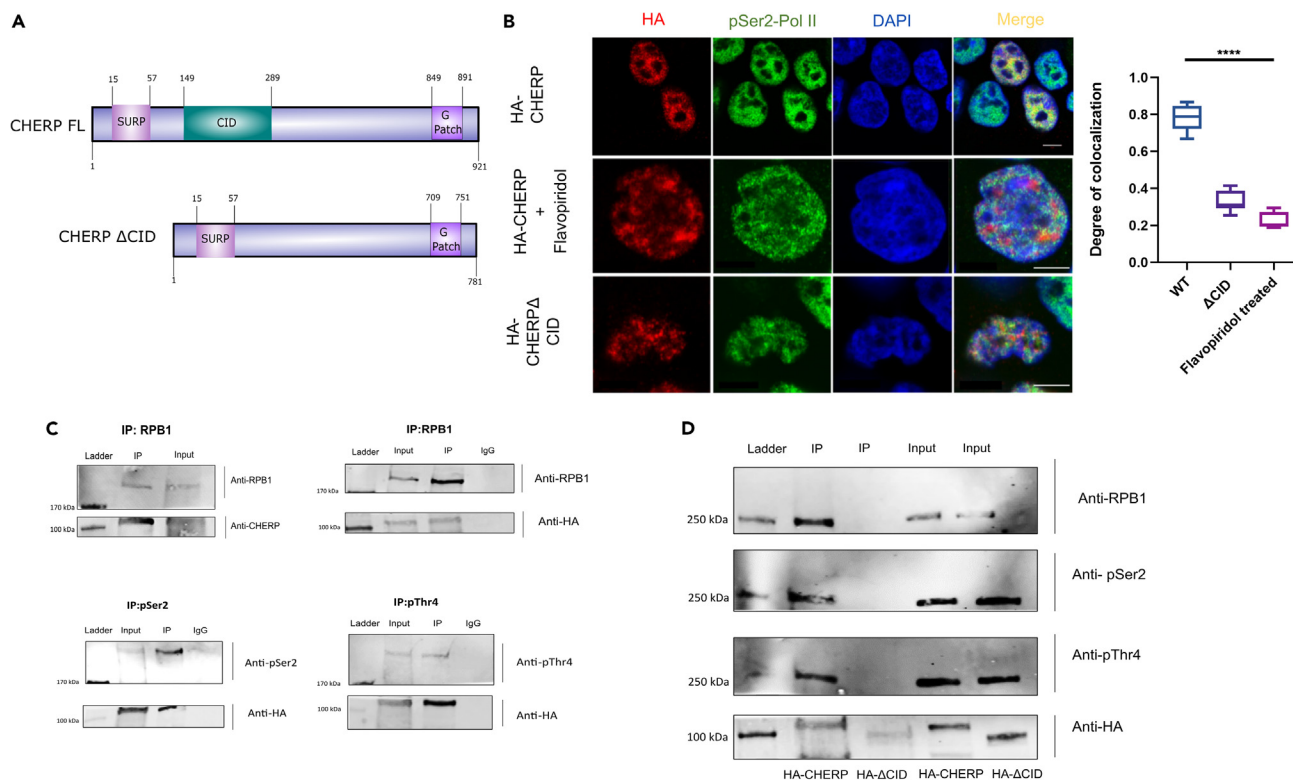 A
15 57 149 289 849 891
CHERP FL
SURP
CID
G
Patch
1
921
15 57 709 751
CHERP ΔCID
SURP
G
Patch
1
781
B
HA
pSer2-Pol II
DAPI
Merge
HA-
CHERP
HA-CHERP
+
Flavopiridol
HA-
CHERPΔ
CID
****
Degree of colocalization
1.0
0.8
0.6
0.4
0.2
0.0
WT
ΔCID
Flavopiridol treated
C
IP: RPB1
Ladder IP Input
Anti-RPB1
170 kDa
Anti-CHERP
100 kDa
IP:RPB1
Ladder Input IP IgG
Anti-RPB1
170 kDa
Anti-HA
100 kDa
IP:pSer2
Ladder Input IP IgG
Anti-pSer2
170 kDa
Anti-HA
100 kDa
IP:pThr4
Ladder Input IP IgG
Anti-pThr4
170 kDa
Anti-HA
100 kDa
D
Ladder IP IP Input Input
Anti-RPB1
250 kDa
Anti- pSer2
250 kDa
Anti-pThr4
250 kDa
Anti-HA
100 kDa
HA-CHERP HA-ΔCID HA-CHERP HA-ΔCID